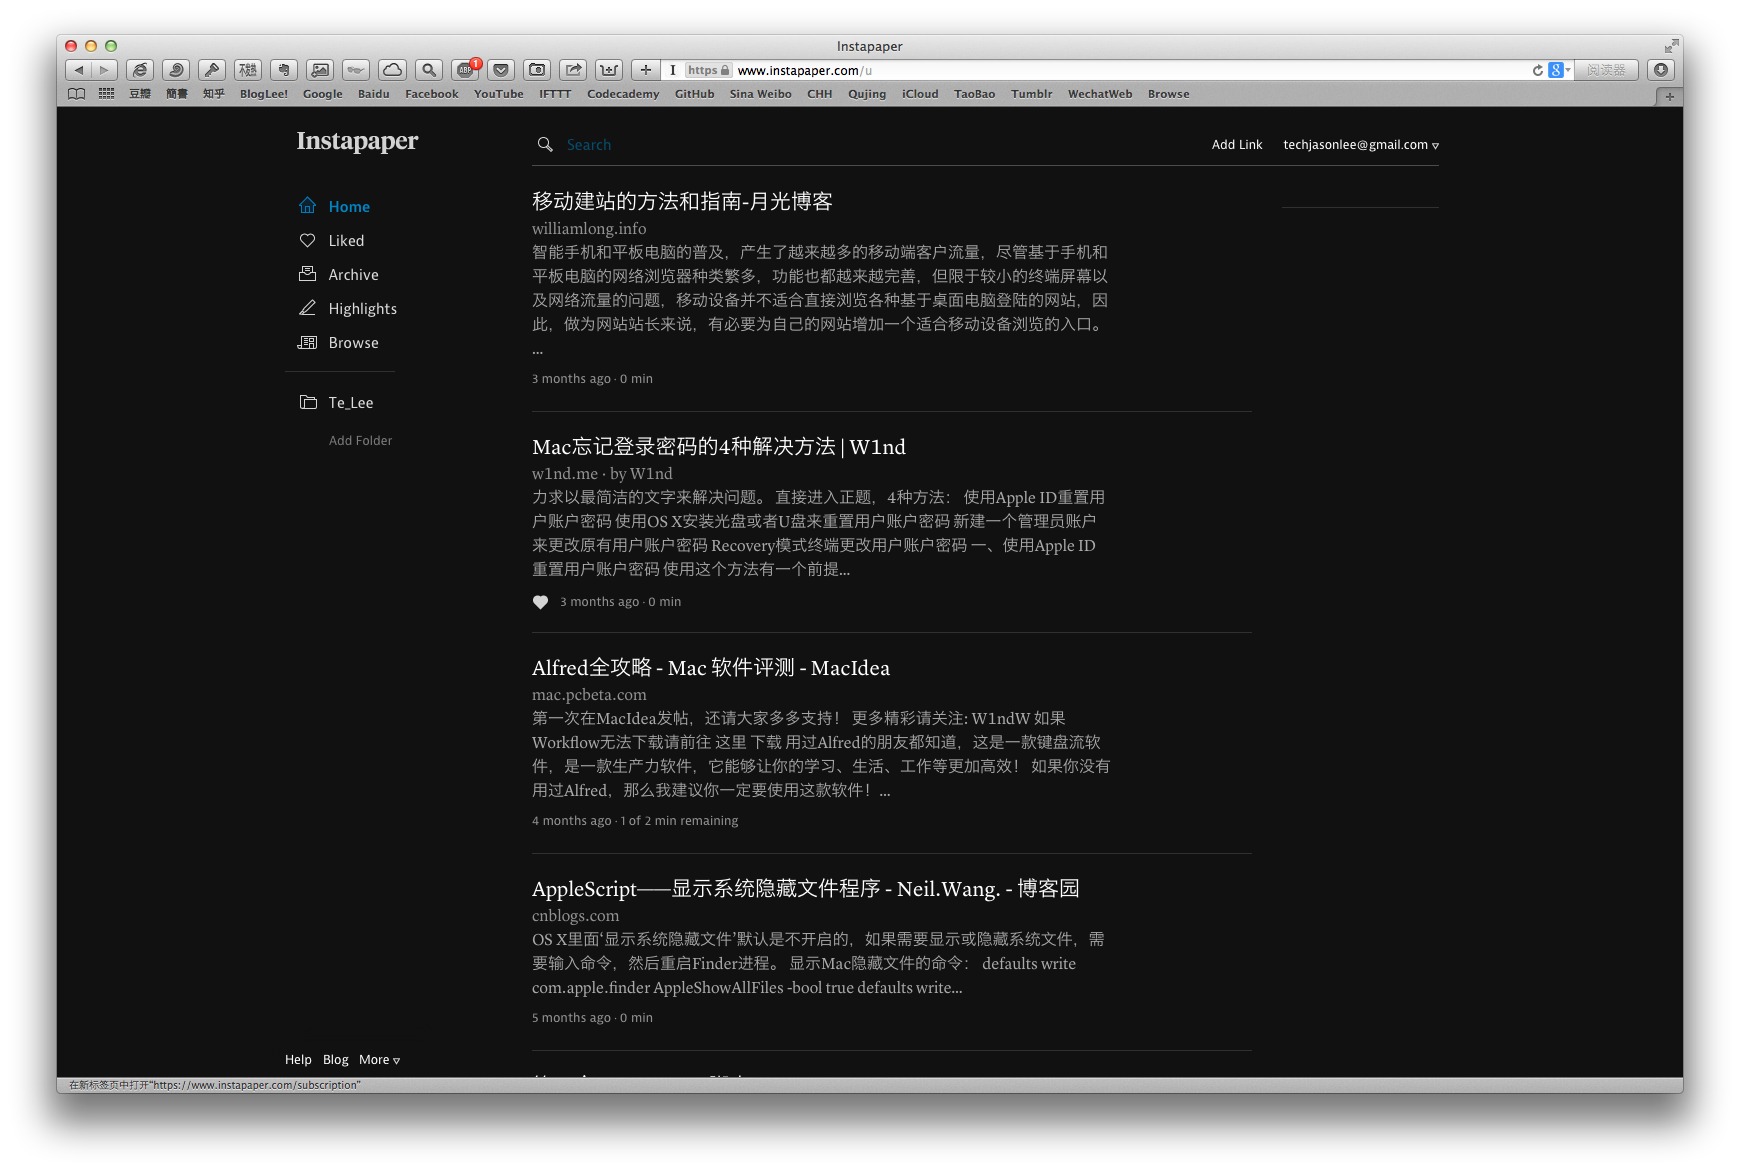 Instapaper
不熟
ABP
1
https
www.instapaper.com/u
阅读器
豆瓣 簡書 知乎 BlogLee! Google Baidu Facebook YouTube IFTTT Codecademy GitHub Sina Weibo CHH Qujing iCloud TaoBao Tumblr WechatWeb Browse
Instapaper
Search
Add Link
techjasonlee@gmail.com
Home
Liked
Archive
Highlights
Browse
Te_Lee
Add Folder
移动建站的方法和指南-月光博客
williamlong.info
智能手机和平板电脑的普及，产生了越来越多的移动端客户流量，尽管基于手机和
平板电脑的网络浏览器种类繁多，功能也都越来越完善，但限于较小的终端屏幕以
及网络流量的问题，移动设备并不适合直接浏览各种基于桌面电脑登陆的网站，因
此，做为网站站长来说，有必要为自己的网站增加一个适合移动设备浏览的入口。
...
3 months ago · 0 min
Mac忘记登录密码的4种解决方法 | W1nd
w1nd.me · by W1nd
力求以最简洁的文字来解决问题。 直接进入正题，4种方法： 使用Apple ID重置用
户账户密码 使用OS X安装光盘或者U盘来重置用户账户密码 新建一个管理员账户
来更改原有用户账户密码 Recovery模式终端更改用户账户密码 一、使用Apple ID
重置用户账户密码 使用这个方法有一个前提...
3 months ago · 0 min
Alfred全攻略 - Mac 软件评测 - MacIdea
mac.pcbeta.com
第一次在MacIdea发帖，还请大家多多支持！ 更多精彩请关注: W1ndW 如果
Workflow无法下载请前往 这里 下载 用过Alfred的朋友都知道，这是一款键盘流软
件，是一款生产力软件，它能够让你的学习、生活、工作等更加高效！ 如果你没有
用过Alfred，那么我建议你一定要使用这款软件！...
4 months ago · 1 of 2 min remaining
AppleScript——显示系统隐藏文件程序 - Neil.Wang. - 博客园
cnblogs.com
OS X里面‘显示系统隐藏文件’默认是不开启的，如果需要显示或隐藏系统文件，需
要输入命令，然后重启Finder进程。 显示Mac隐藏文件的命令： defaults write
com.apple.finder AppleShowAllFiles -bool true defaults write...
5 months ago · 0 min
Help Blog More
在新标签页中打开“https://www.instapaper.com/subscription”